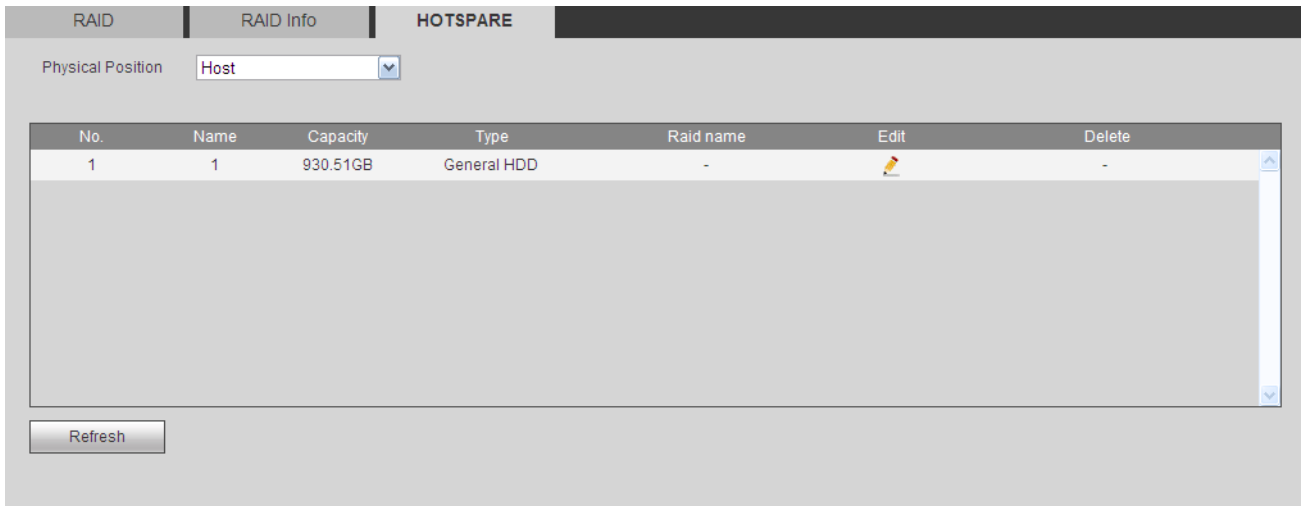 RAID RAID Info HOTSPARE
Physical Position Host
No. Name Capacity Type Raid name Edit Delete
1 1 930.51GB General HDD - -
Refresh